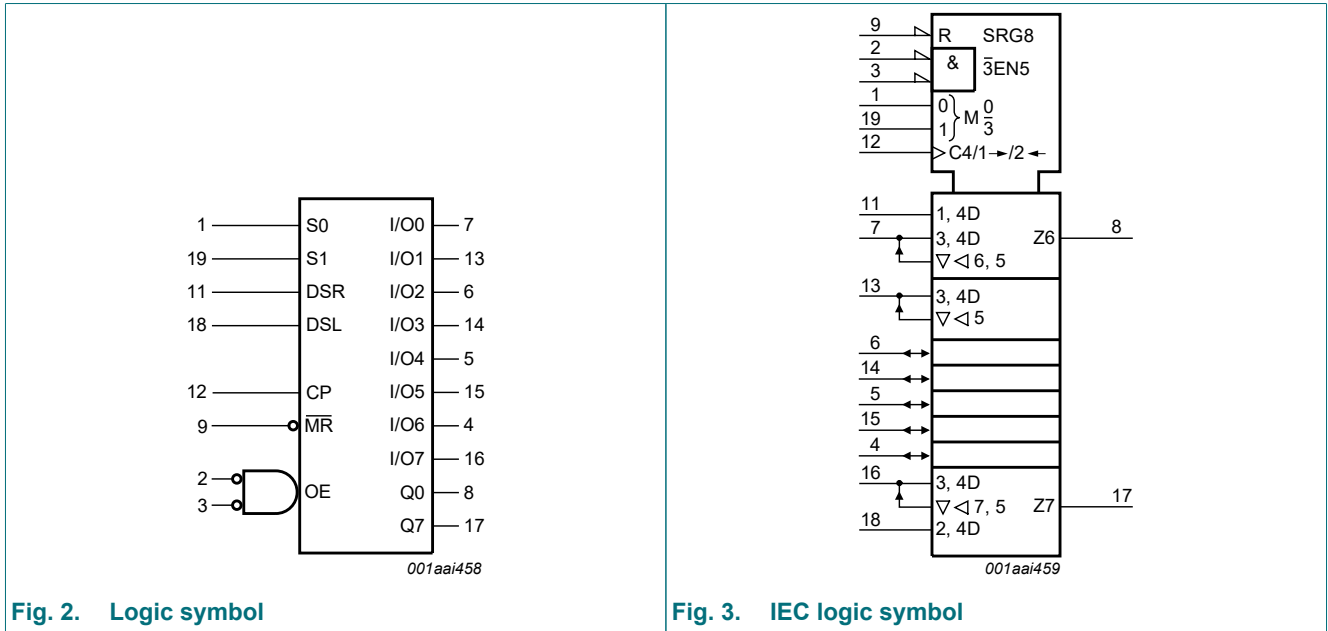 1 S0 I/O0 7
19 S1 I/O1 13
11 DSR I/O2 6
18 DSL I/O3 14
I/O4 5
12 CP I/O5 15
9 M̅R̅ I/O6 4
I/O7 16
2
3 OE Q0 8
Q7 17
001aai458
Fig. 2. Logic symbol
9 R SRG8
2
& 3̅EN5
3
1 0
} M 0/3
19 1
12 C4/1→/2←
11 1, 4D
7 3, 4D Z6 8
▽ ◁ 6, 5
13 3, 4D
▽ ◁ 5
6
14
5
15
4
16 3, 4D
▽ ◁ 7, 5 Z7 17
18 2, 4D
001aai459
Fig. 3. IEC logic symbol